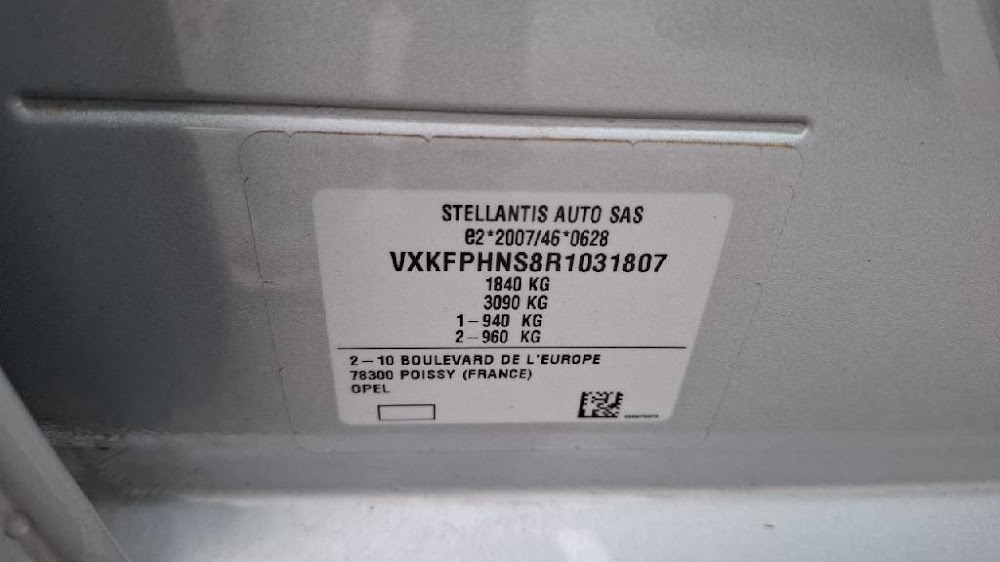 STELLANTIS AUTO SAS
e2*2007/46*0628
VXKFPHNS8R1031807
1840 KG
3090 KG
1-940 KG
2-960 KG
2-10 BOULEVARD DE L'EUROPE
78300 POISSY (FRANCE)
OPEL